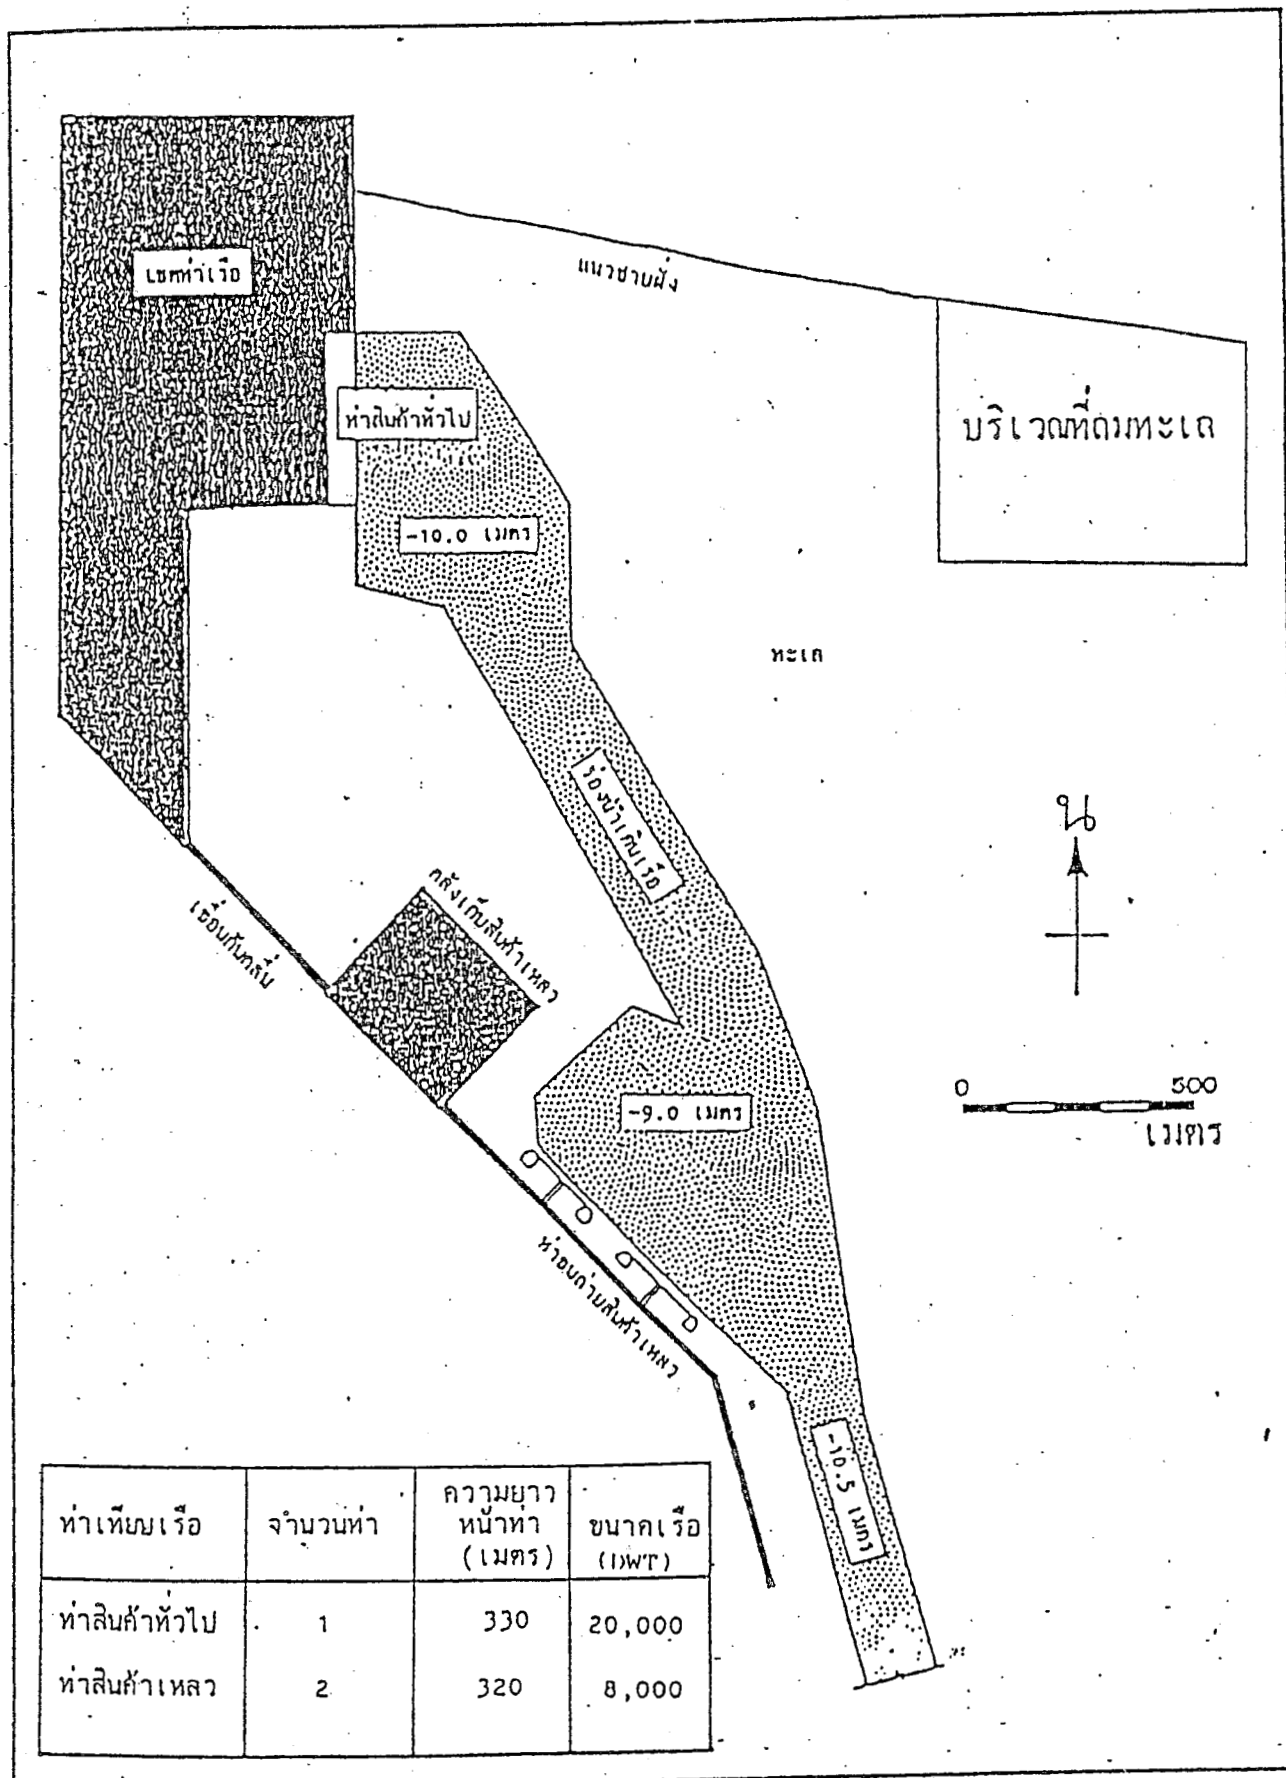 เขตท่าเรือ
แนวชายฝั่ง
ท่าสินค้าทั่วไป
บริเวณที่ถมทะเล
-10.0 เมตร
ทะเล
ร่องน้ำเดินเรือ
น
คลังเก็บสินค้าเหลว
เขื่อนกันคลื่น
-9.0 เมตร
0 500
เมตร
ท่าขนถ่ายสินค้าเหลว
-10.5 เมตร
ท่าเทียบเรือ จำนวนท่า ความยาว
หน้าท่า
(เมตร) ขนาดเรือ
(DWT)
ท่าสินค้าทั่วไป 1 330 20,000
ท่าสินค้าเหลว 2 320 8,000